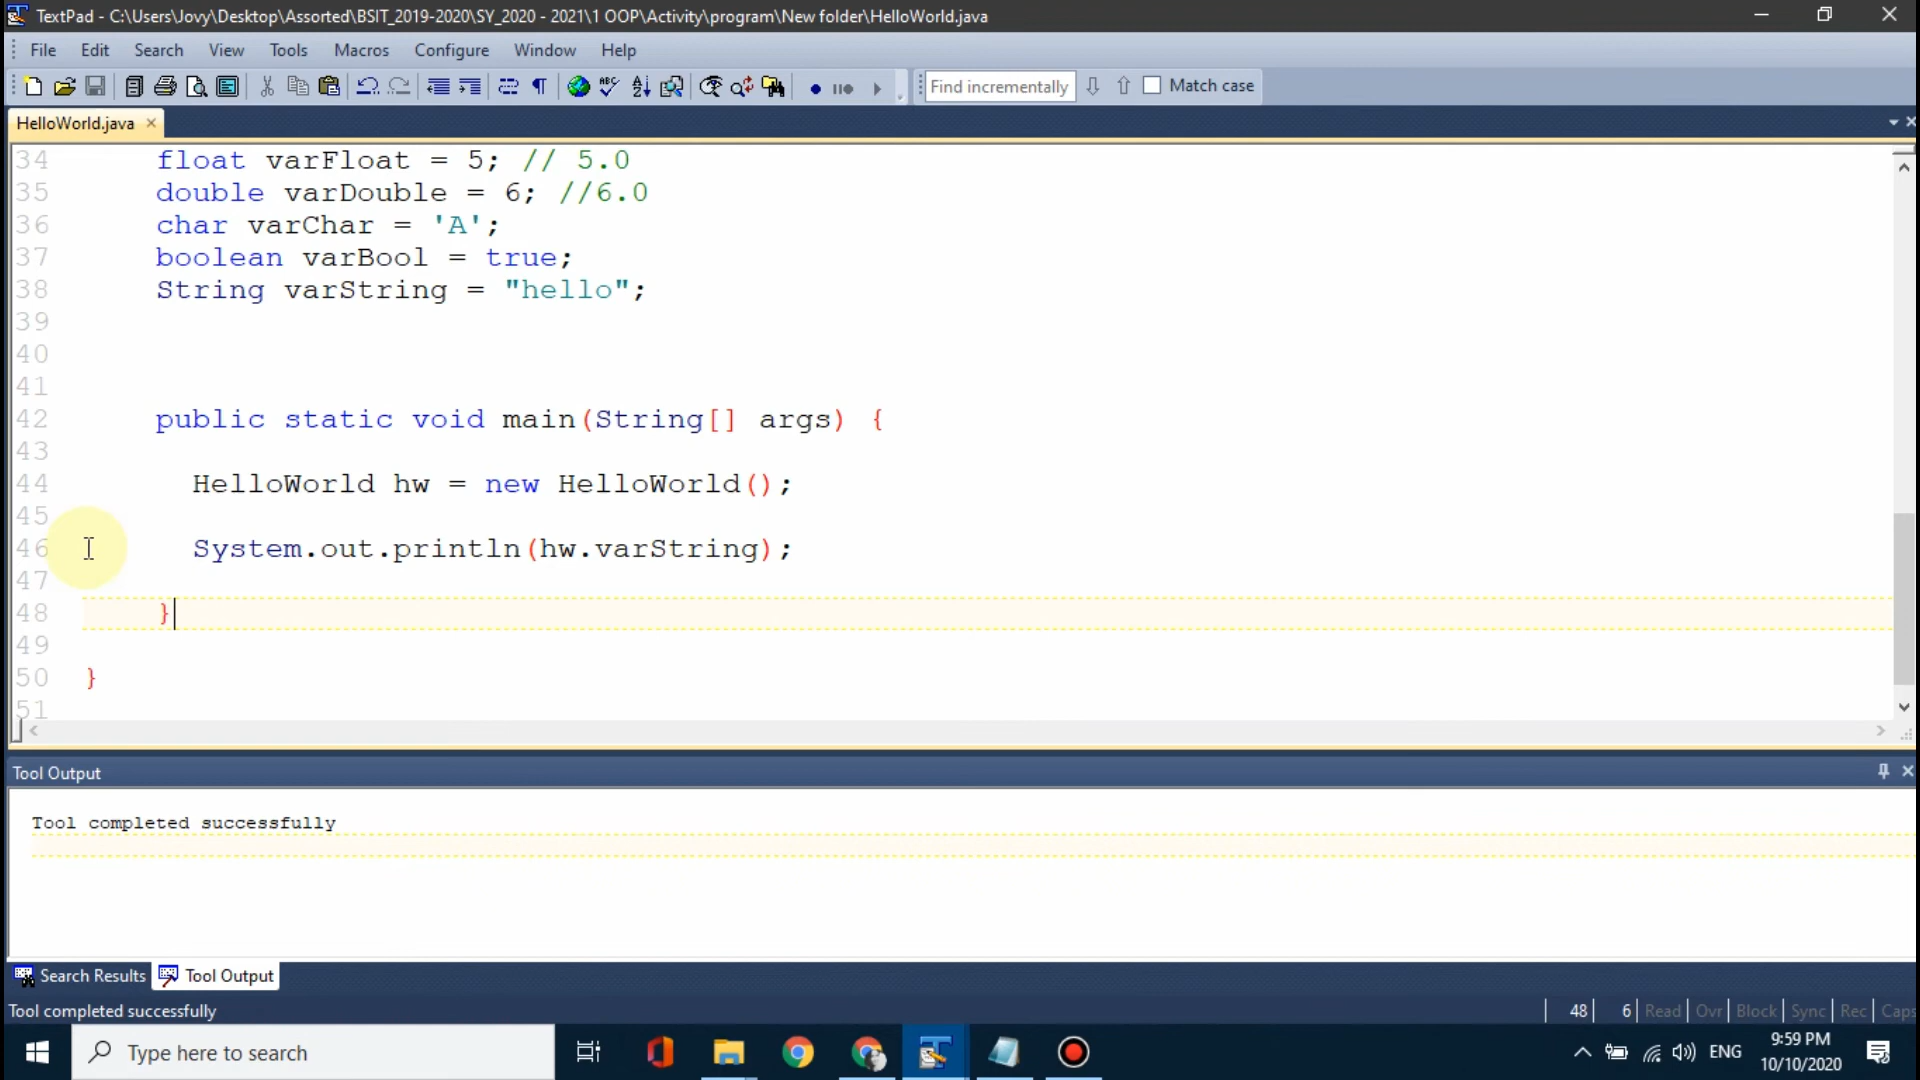 TextPad - C:\Users\Jovy\Desktop\Assorted\BSIT_2019-2020\SY_2020 - 2021\1 OOP\Activity\program\New folder\HelloWorld.java
File Edit Search View Tools Macros Configure Window Help
Find incrementally Match case
HelloWorld.java
34 float varFloat = 5; // 5.0
35 double varDouble = 6; //6.0
36 char varChar = 'A';
37 boolean varBool = true;
38 String varString = "hello";
39
40
41
42 public static void main(String[] args) {
43
44 HelloWorld hw = new HelloWorld();
45
46 System.out.println(hw.varString);
47
48 }
49
50 }
51
Tool Output
Tool completed successfully
Search Results Tool Output
Tool completed successfully 48 6 Read Ovr Block Sync Rec Caps
Type here to search ENG 9:59 PM
10/10/2020